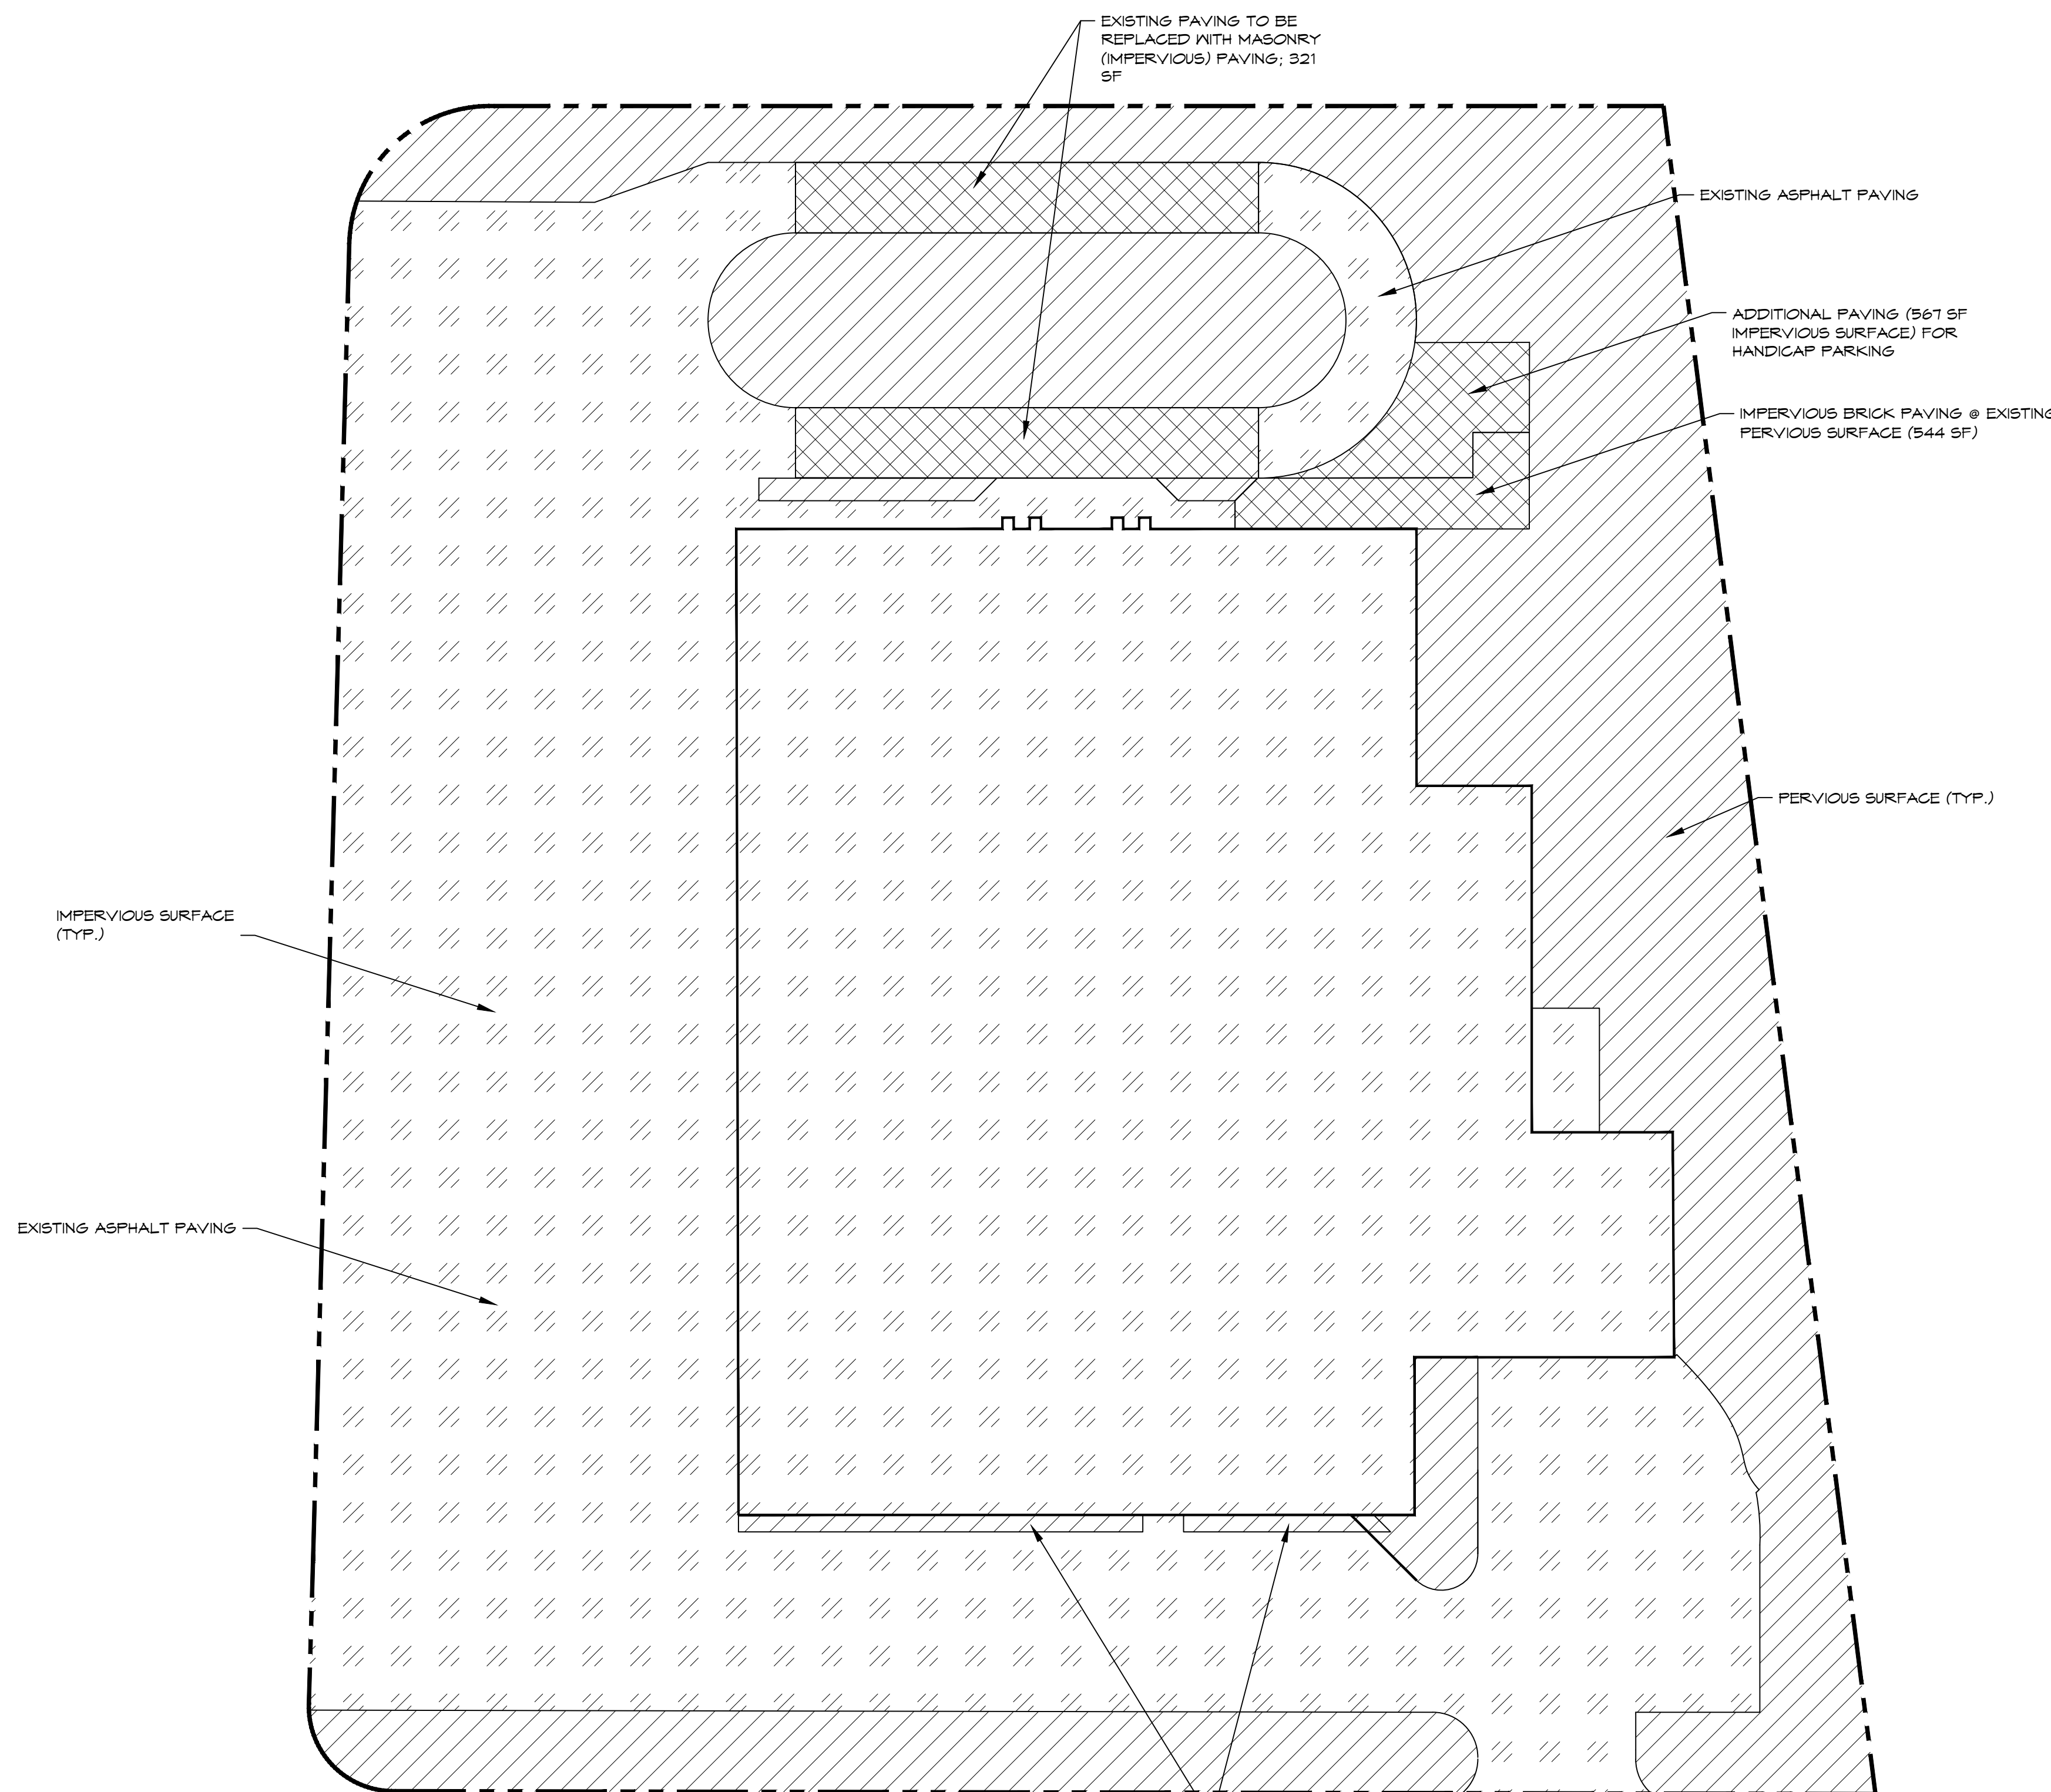 EXISTING PAVING TO BE
REPLACED WITH MASONRY
(IMPERVIOUS) PAVING; 321
SF
EXISTING ASPHALT PAVING
ADDITIONAL PAVING (567 SF
IMPERVIOUS SURFACE) FOR
HANDICAP PARKING
IMPERVIOUS BRICK PAVING @ EXISTING
PERVIOUS SURFACE (544 SF)
PERVIOUS SURFACE (TYP.)
IMPERVIOUS SURFACE
(TYP.)
EXISTING ASPHALT PAVING